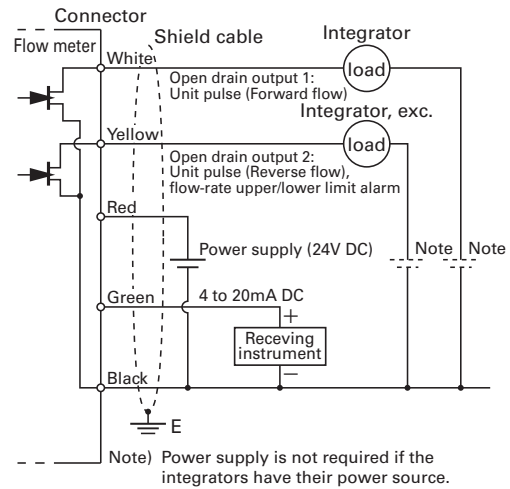 Connector
Flow meter
Shield cable
Integrator
White
load
Open drain output 1:
Unit pulse (Forward flow)
Integrator, exc.
Yellow
load
Open drain output 2:
Unit pulse (Reverse flow),
flow-rate upper/lower limit alarm
Red
Power supply (24V DC)
Note
Note
Green
4 to 20mA DC
+
Receving
instrument
−
Black
E
Note) Power supply is not required if the
integrators have their power source.